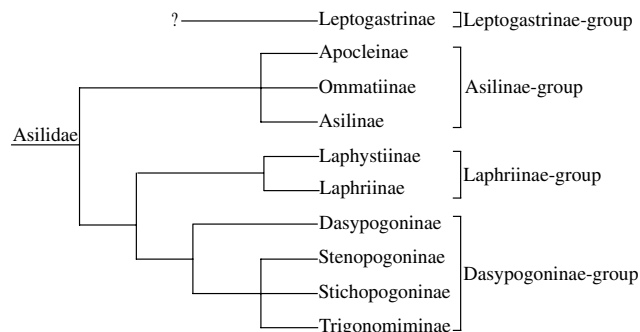 ? Leptogastrinae Leptogastrinae-group
Apocleinae
Ommatiinae Asilinae-group
Asilinae
Asilidae
Laphystiinae
Laphriinae-group
Laphriinae
Dasypogoninae
Stenopogoninae
Dasypogoninae-group
Stichopogoninae
Trigonomiminae